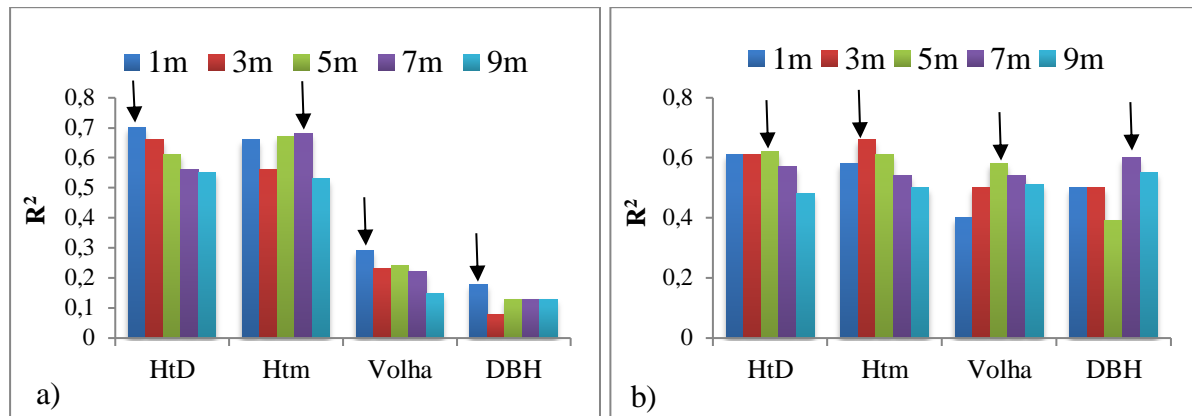 1m 3m 5m 7m 9m
0,8
0,7
0,6
0,5
0,4
0,3
0,2
0,1
0
R²
HtD Htm Volha DBH
a)
1m 3m 5m 7m 9m
0,8
0,6
0,4
0,2
0
R²
HtD Htm Volha DBH
b)